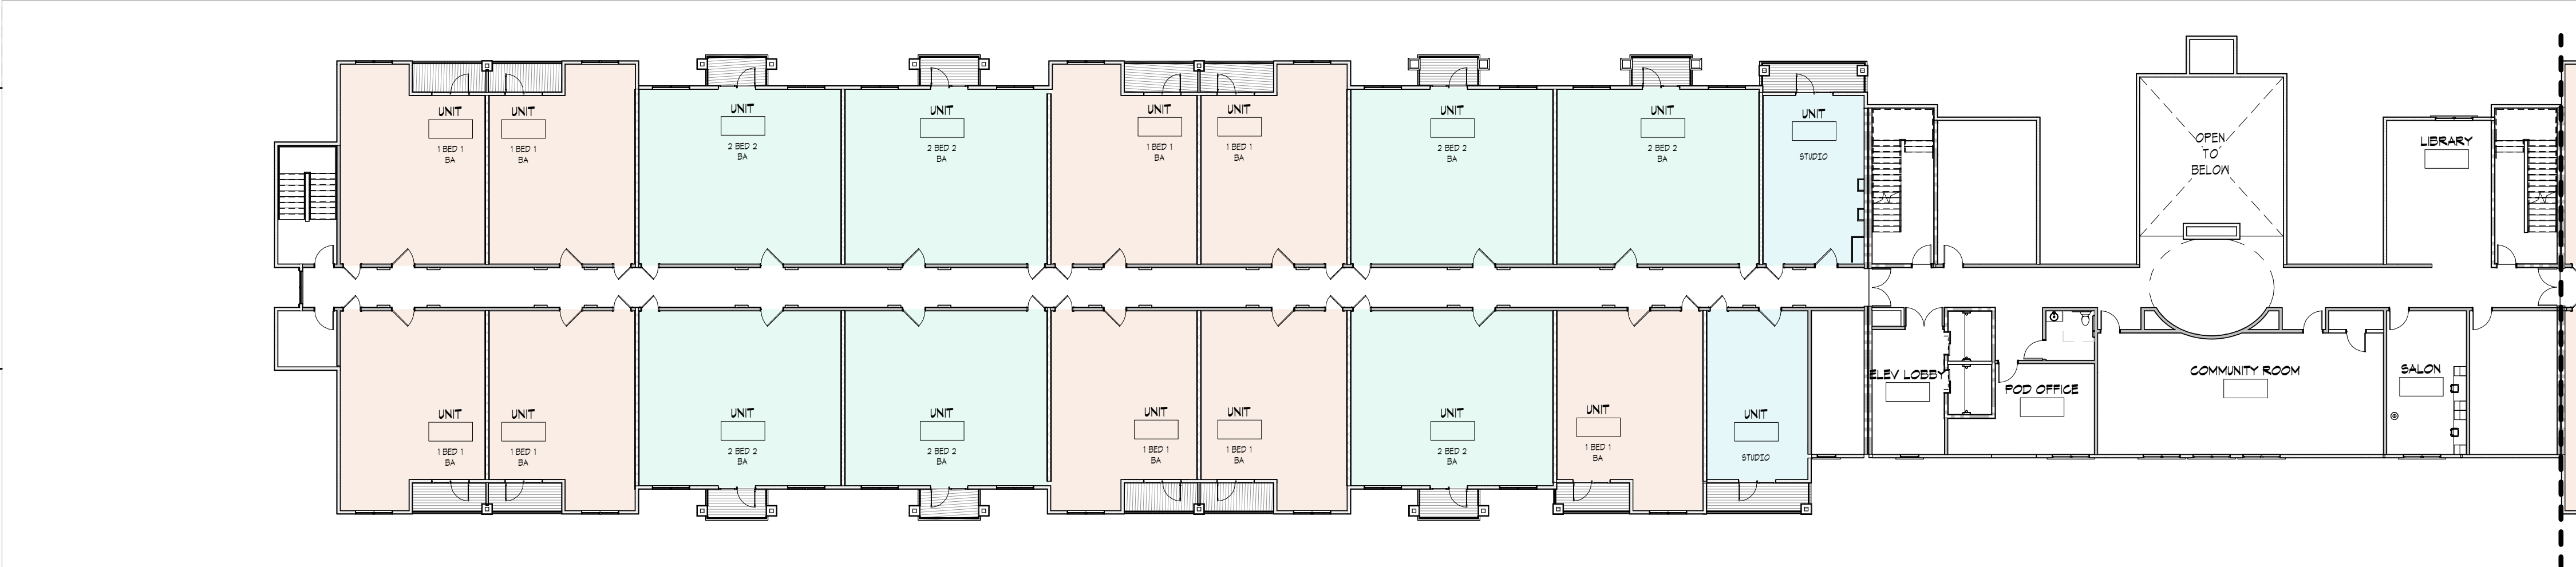 UNIT
1 BED 1
BA
UNIT
1 BED 1
BA
UNIT
2 BED 2
BA
UNIT
2 BED 2
BA
UNIT
1 BED 1
BA
UNIT
1 BED 1
BA
UNIT
2 BED 2
BA
UNIT
2 BED 2
BA
UNIT
STUDIO
OPEN
TO
BELOW
LIBRARY
UNIT
1 BED 1
BA
UNIT
1 BED 1
BA
UNIT
2 BED 2
BA
UNIT
2 BED 2
BA
UNIT
1 BED 1
BA
UNIT
1 BED 1
BA
UNIT
2 BED 2
BA
UNIT
1 BED 1
BA
UNIT
STUDIO
ELEV LOBBY
POD OFFICE
COMMUNITY ROOM
SALON